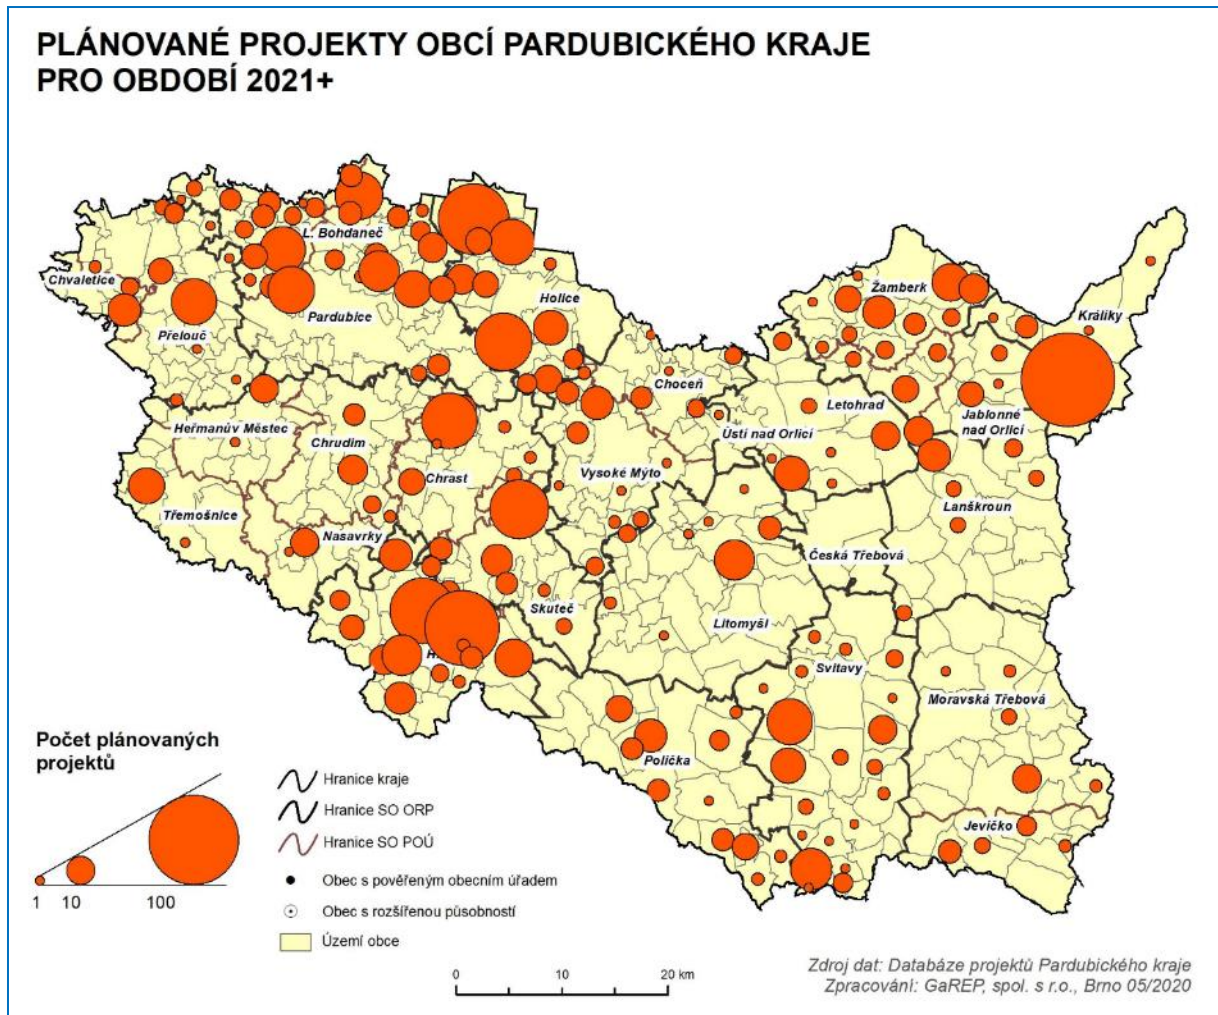 PLÁNOVANÉ PROJEKTY OBCÍ PARDUBICKÉHO KRAJE
PRO OBDOBÍ 2021+
L. Bohdaneč
Chvaletice
Žamberk
Holice
Králíky
Pardubice
Přelouč
Choceň
Letohrad
Jablonné
nad Orlicí
Heřmanův Městec
Chrudim
Ústí nad Orlicí
Vysoké Mýto
Chrast
Lanškroun
Třemošnice
Nasavrky
Česká Třebová
Skuteč
Litomyšl
H
Svitavy
Moravská Třebová
Polička
Jevíčko
Počet plánovaných
projektů
1 10 100
Hranice kraje
Hranice SO ORP
Hranice SO POÚ
Obec s pověřeným obecním úřadem
Obec s rozšířenou působností
Území obce
0 10 20 km
Zdroj dat: Databáze projektů Pardubického kraje
Zpracování: GaREP, spol. s r.o., Brno 05/2020